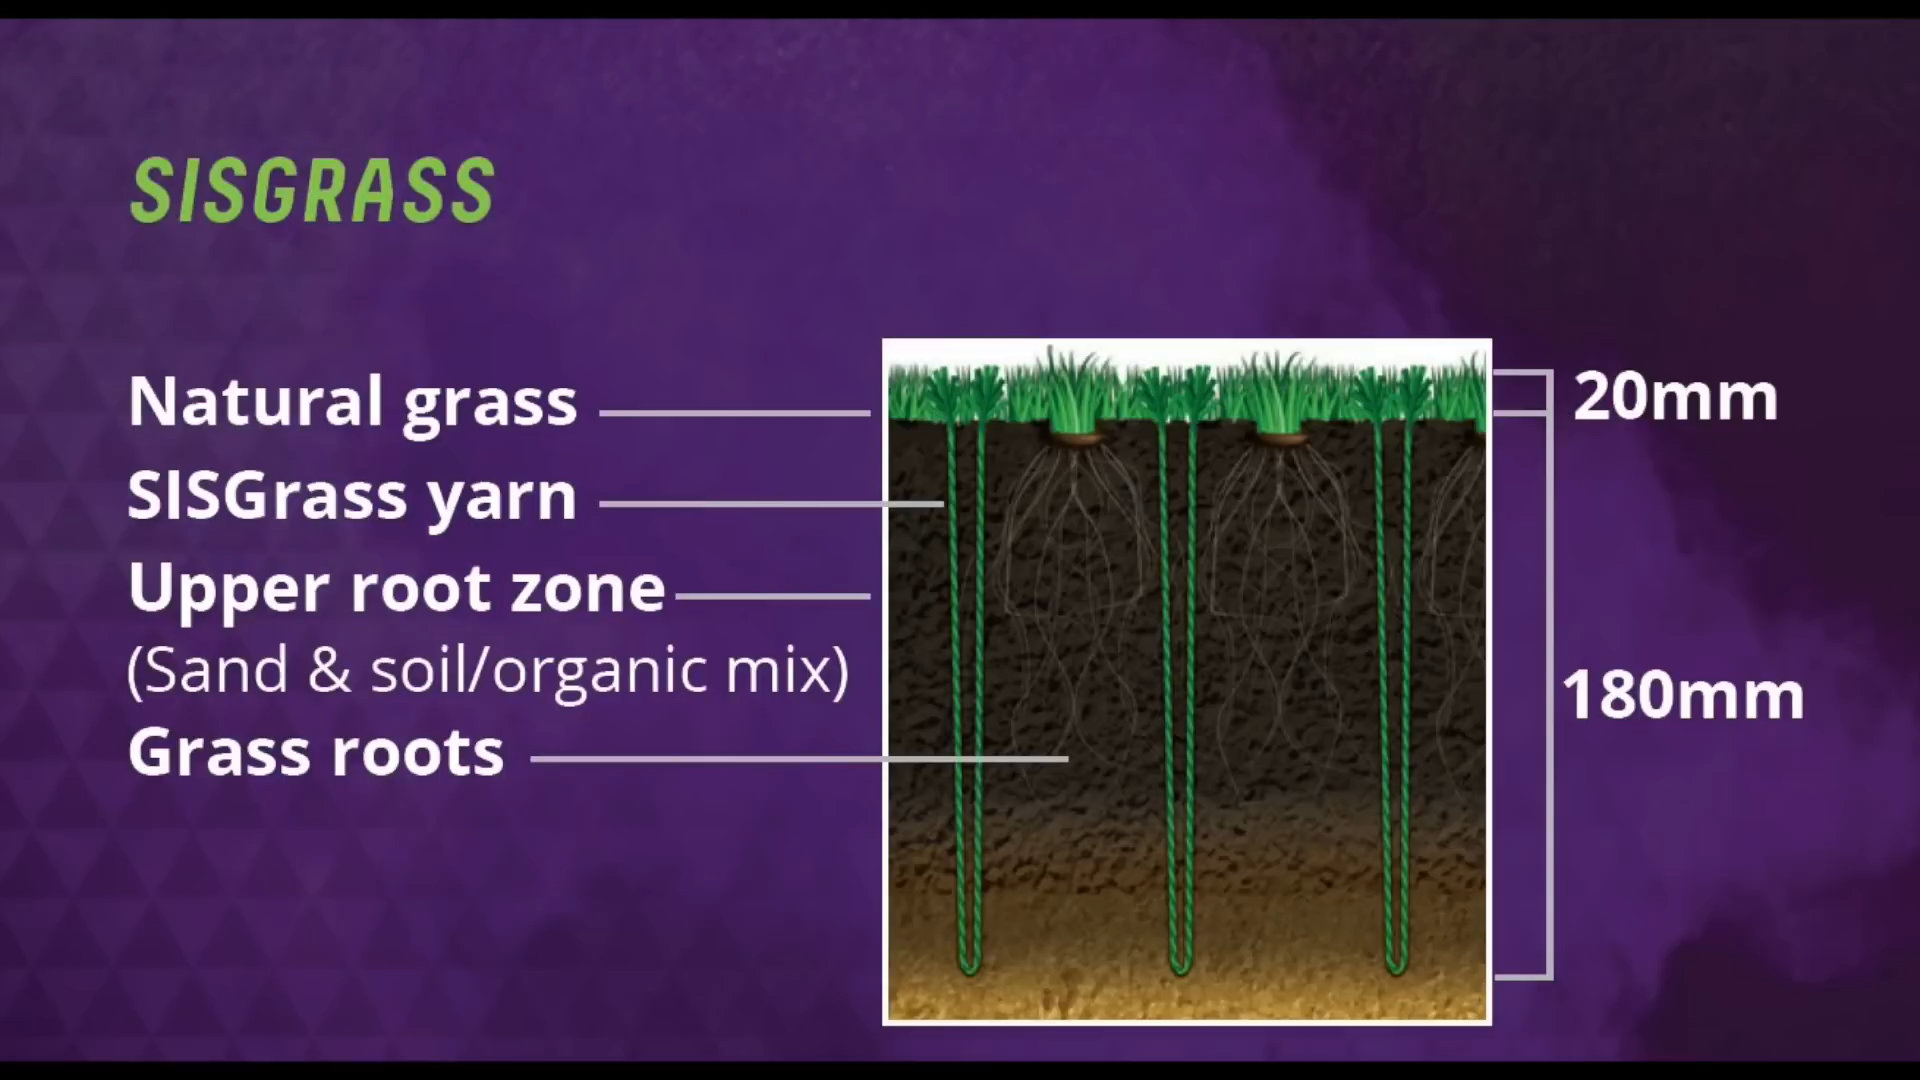 SISGRASS
Natural grass
SISGrass yarn
Upper root zone
(Sand & soil/organic mix)
Grass roots
20mm
180mm